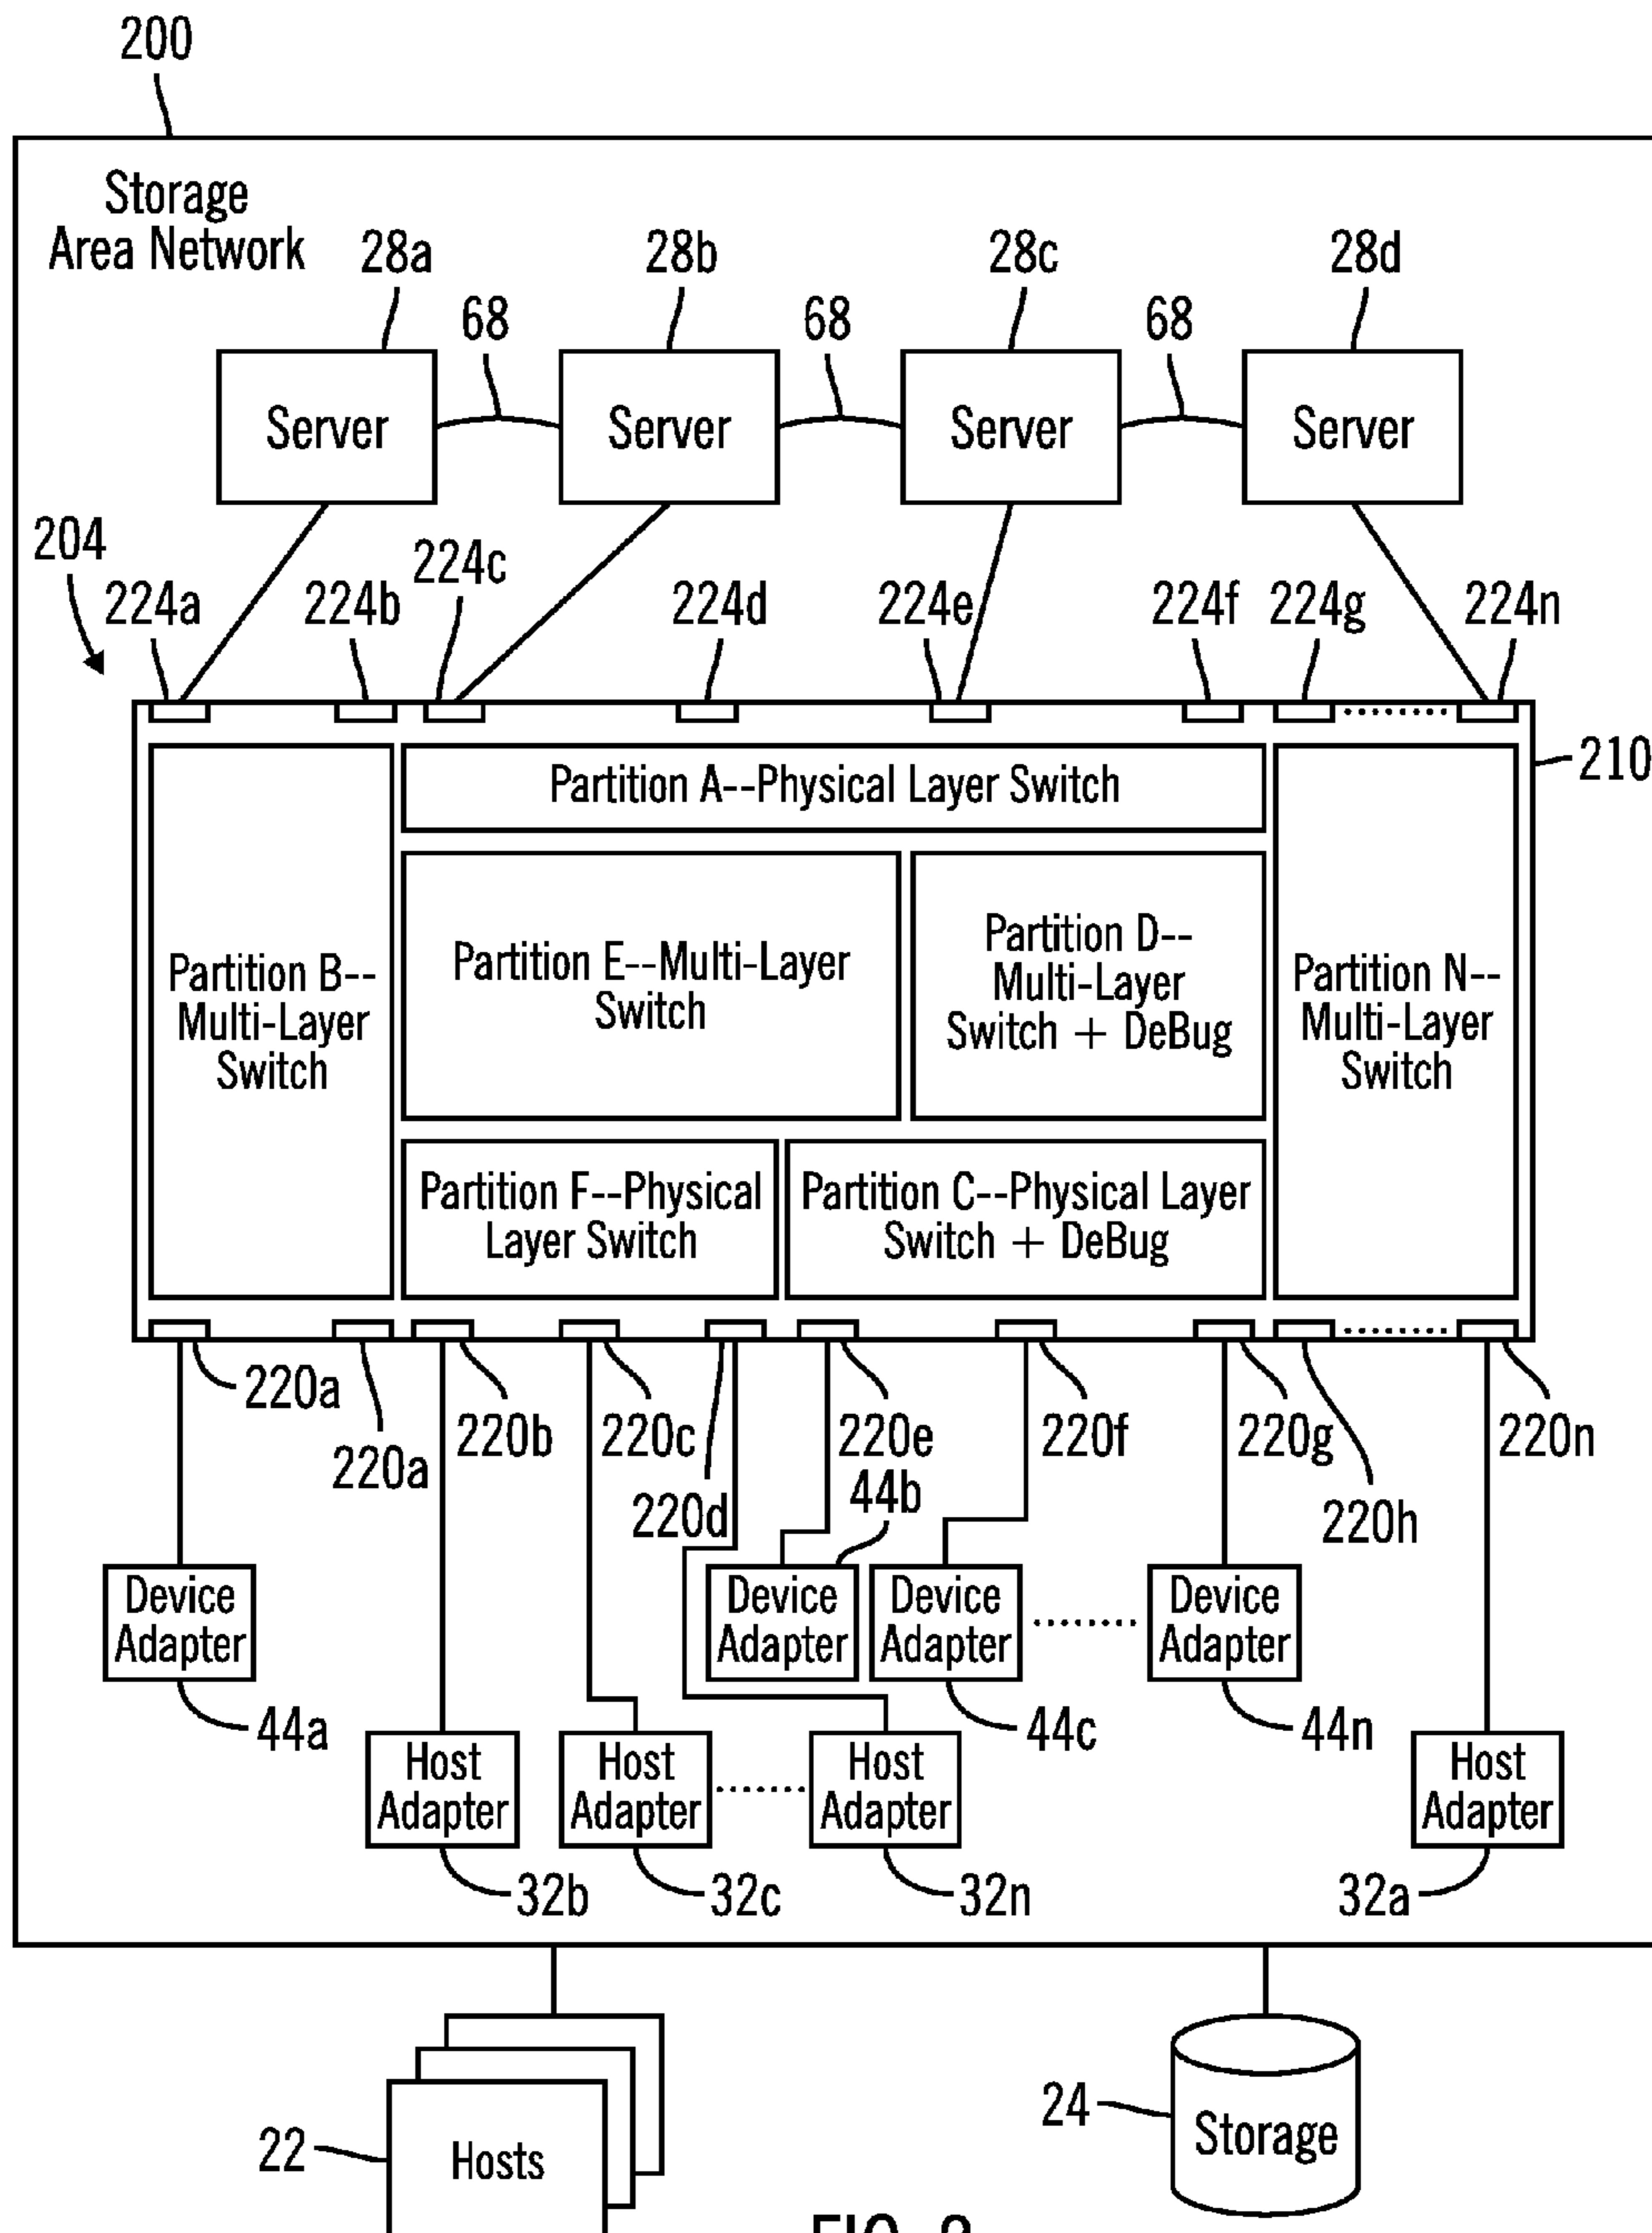 200
Storage
Area Network
28a
28b
28c
28d
68
68
68
Server
Server
Server
Server
204
224a
224b
224c
224d
224e
224f
224g
224n
210
Partition A--Physical Layer Switch
Partition B--
Multi-Layer
Switch
Partition E--Multi-Layer
Switch
Partition D--
Multi-Layer
Switch + DeBug
Partition N--
Multi-Layer
Switch
Partition F--Physical
Layer Switch
Partition C--Physical Layer
Switch + DeBug
220a
220a
220b
220c
220d
220e
220f
220g
220h
220n
44b
Device
Adapter
Device
Adapter
Device
Adapter
Device
Adapter
44a
44c
44n
Host
Adapter
Host
Adapter
Host
Adapter
Host
Adapter
32b
32c
32n
32a
22
Hosts
24
Storage